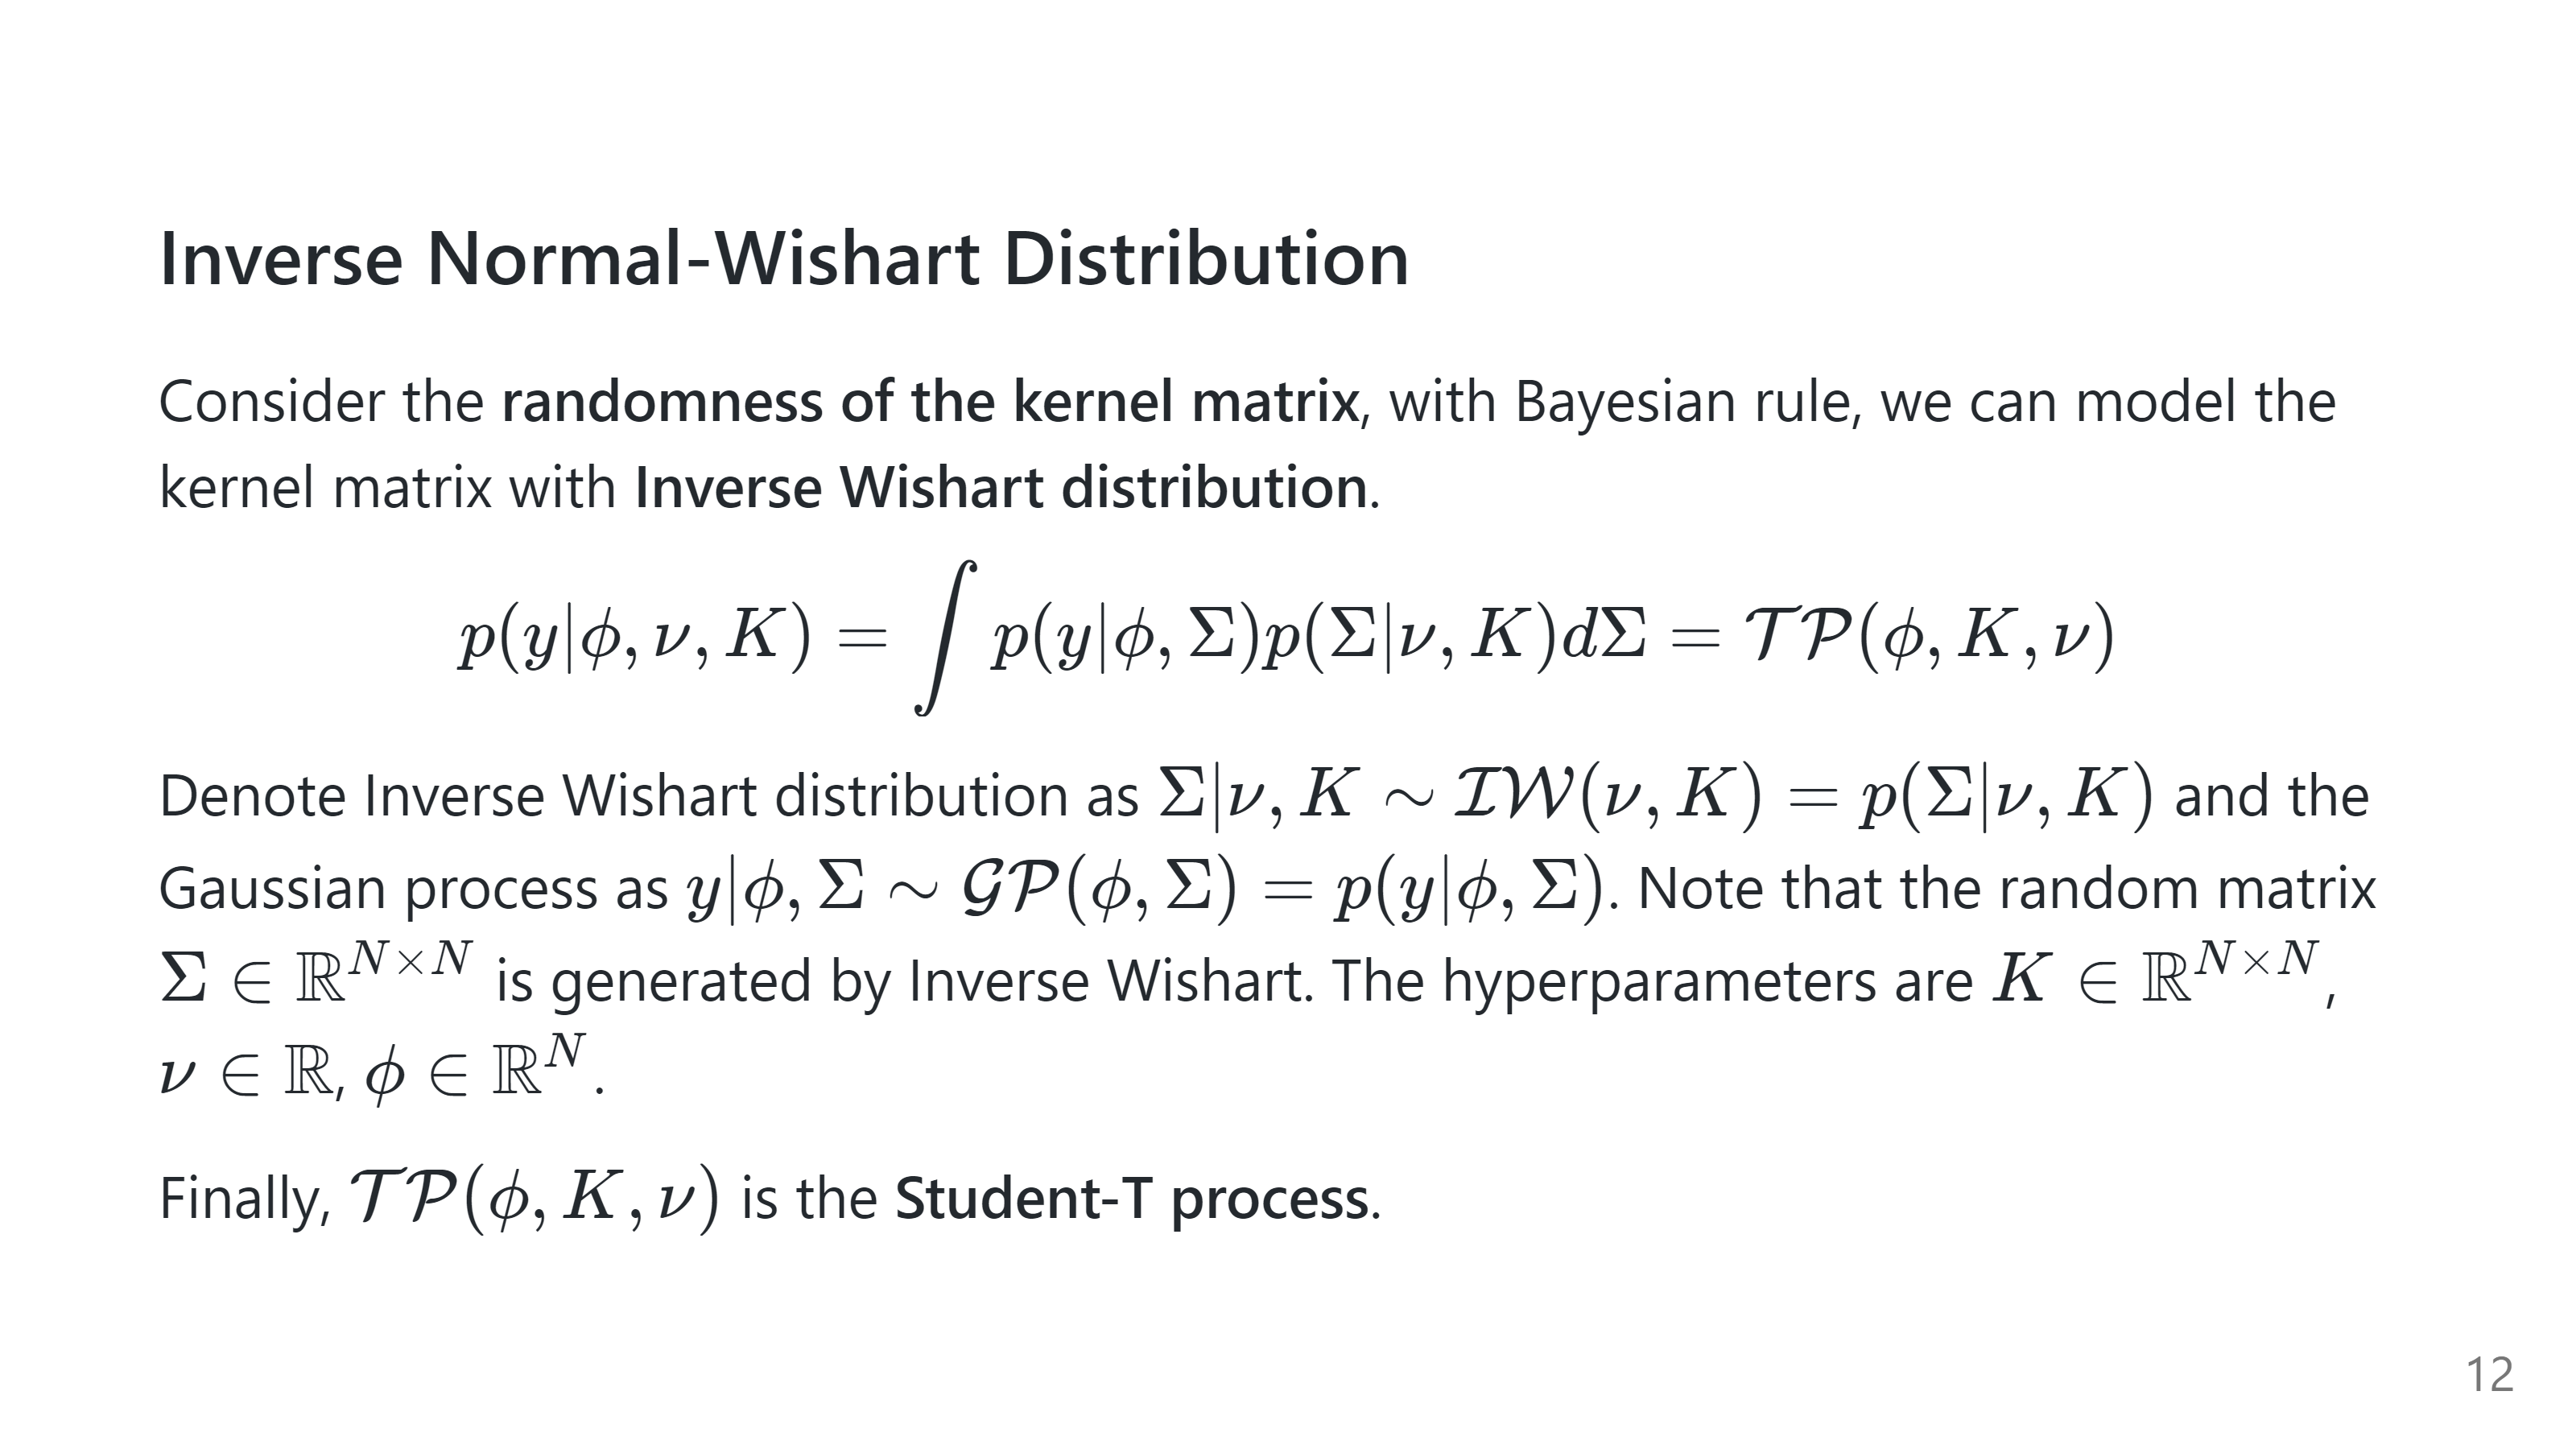 Inverse Normal-Wishart Distribution
Consider the randomness of the kernel matrix, with Bayesian rule, we can model the
kernel matrix with Inverse Wishart distribution.
p(y|ϕ, ν, K) = ∫ p(y|ϕ, Σ)p(Σ|ν, K)dΣ = 𝒯𝒫(ϕ, K, ν)
Denote Inverse Wishart distribution as Σ|ν, K ∼ ℐ𝒲(ν, K) = p(Σ|ν, K) and the
Gaussian process as y|ϕ, Σ ∼ 𝒢𝒫(ϕ, Σ) = p(y|ϕ, Σ). Note that the random matrix
Σ ∈ ℝ^{N×N} is generated by Inverse Wishart. The hyperparameters are K ∈ ℝ^{N×N},
ν ∈ ℝ, ϕ ∈ ℝ^N.
Finally, 𝒯𝒫(ϕ, K, ν) is the Student-T process.
12